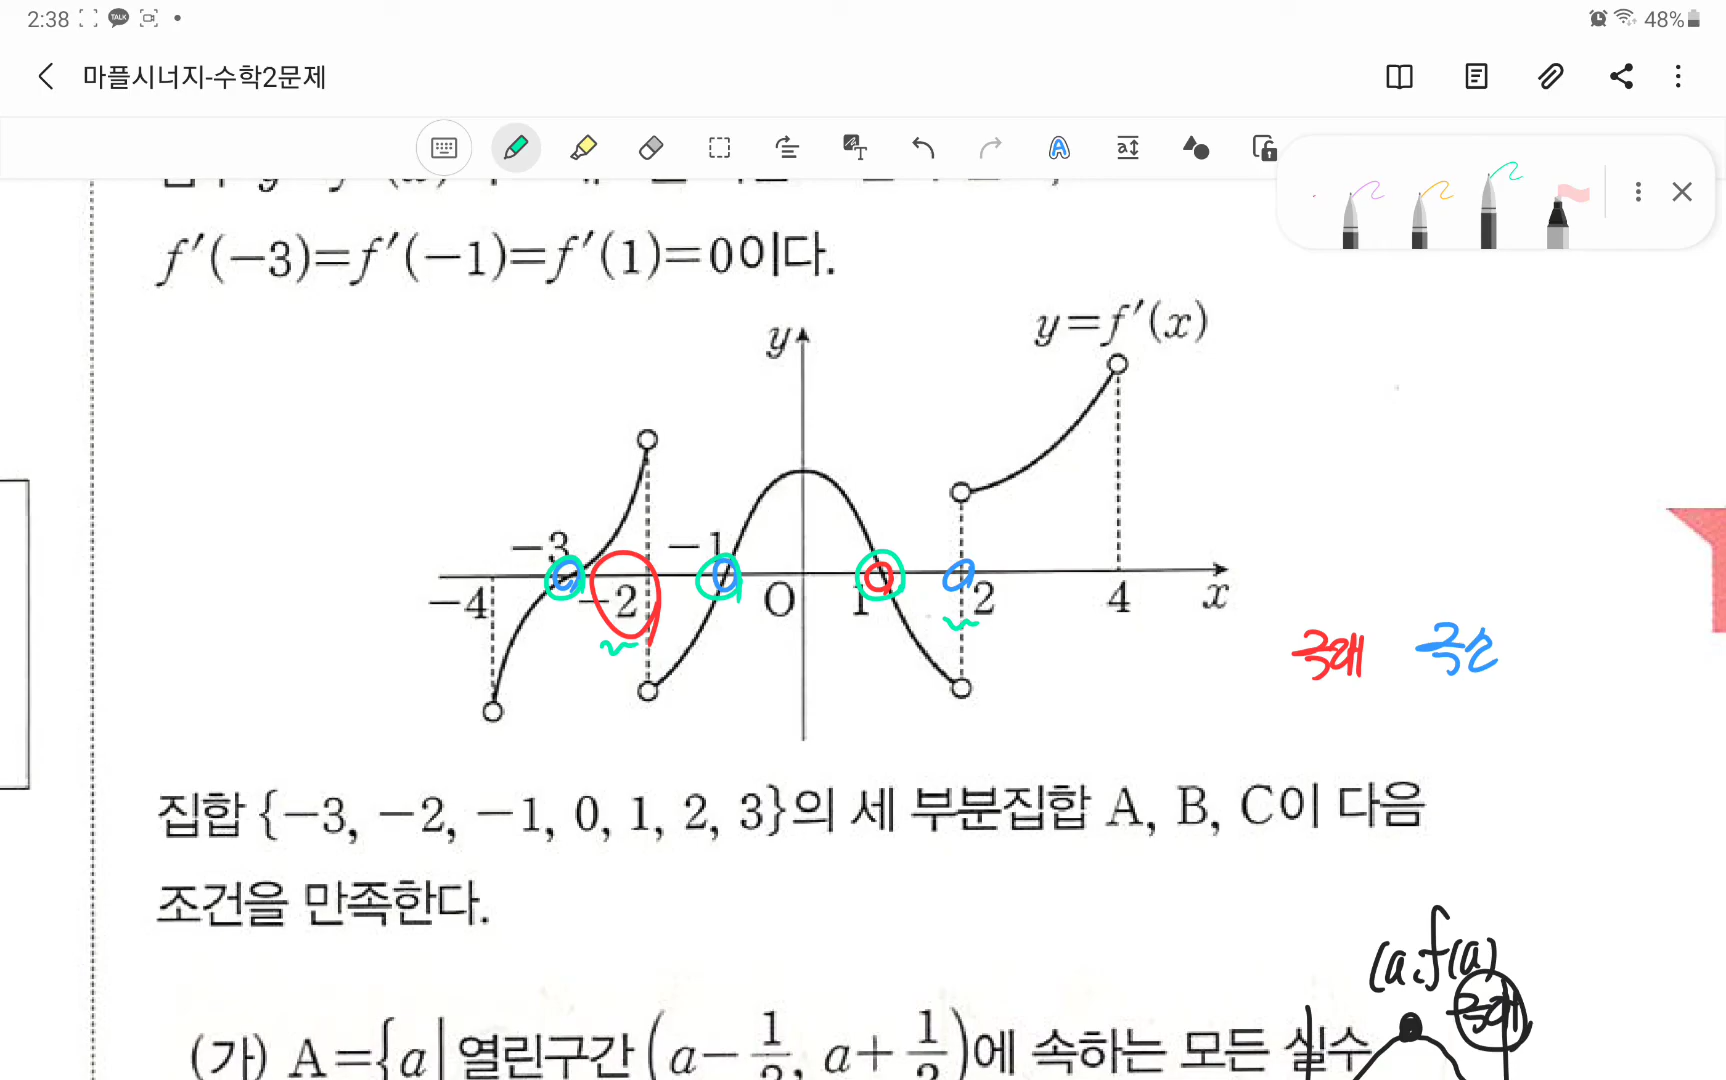 2:38 TALK 48%
마플시너지-수학2문제
f′(−3)=f′(−1)=f′(1)=0이다.
y y=f′(x)
−3 −1
−4 −2 O 1 2 4 x
극대 극소
집합 {−3, −2, −1, 0, 1, 2, 3}의 세 부분집합 A, B, C이 다음
조건을 만족한다.
(a, f(a))
극대
(가) A={a| 열린구간 (a−1/2, a+1/2)에 속하는 모든 실수